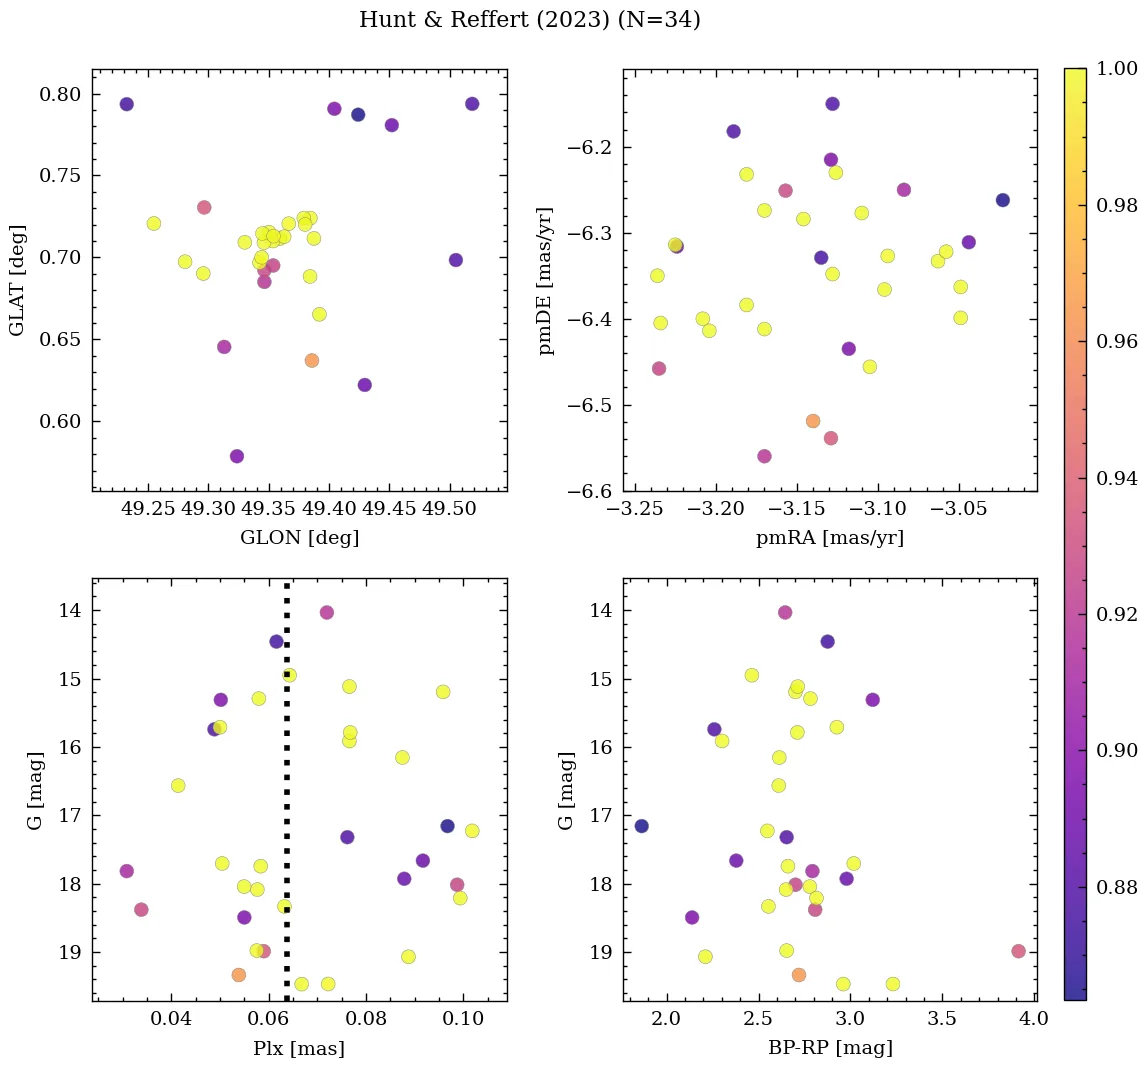 Hunt & Reffert (2023) (N=34)
0.80
0.75
0.70
0.65
0.60
GLAT [deg]
49.25 49.30 49.35 49.40 49.45 49.50
GLON [deg]
−6.2
−6.3
−6.4
−6.5
−6.6
pmDE [mas/yr]
−3.25 −3.20 −3.15 −3.10 −3.05
pmRA [mas/yr]
14
15
16
17
18
19
G [mag]
0.04 0.06 0.08 0.10
Plx [mas]
14
15
16
17
18
19
G [mag]
2.0 2.5 3.0 3.5 4.0
BP-RP [mag]
1.00
0.98
0.96
0.94
0.92
0.90
0.88